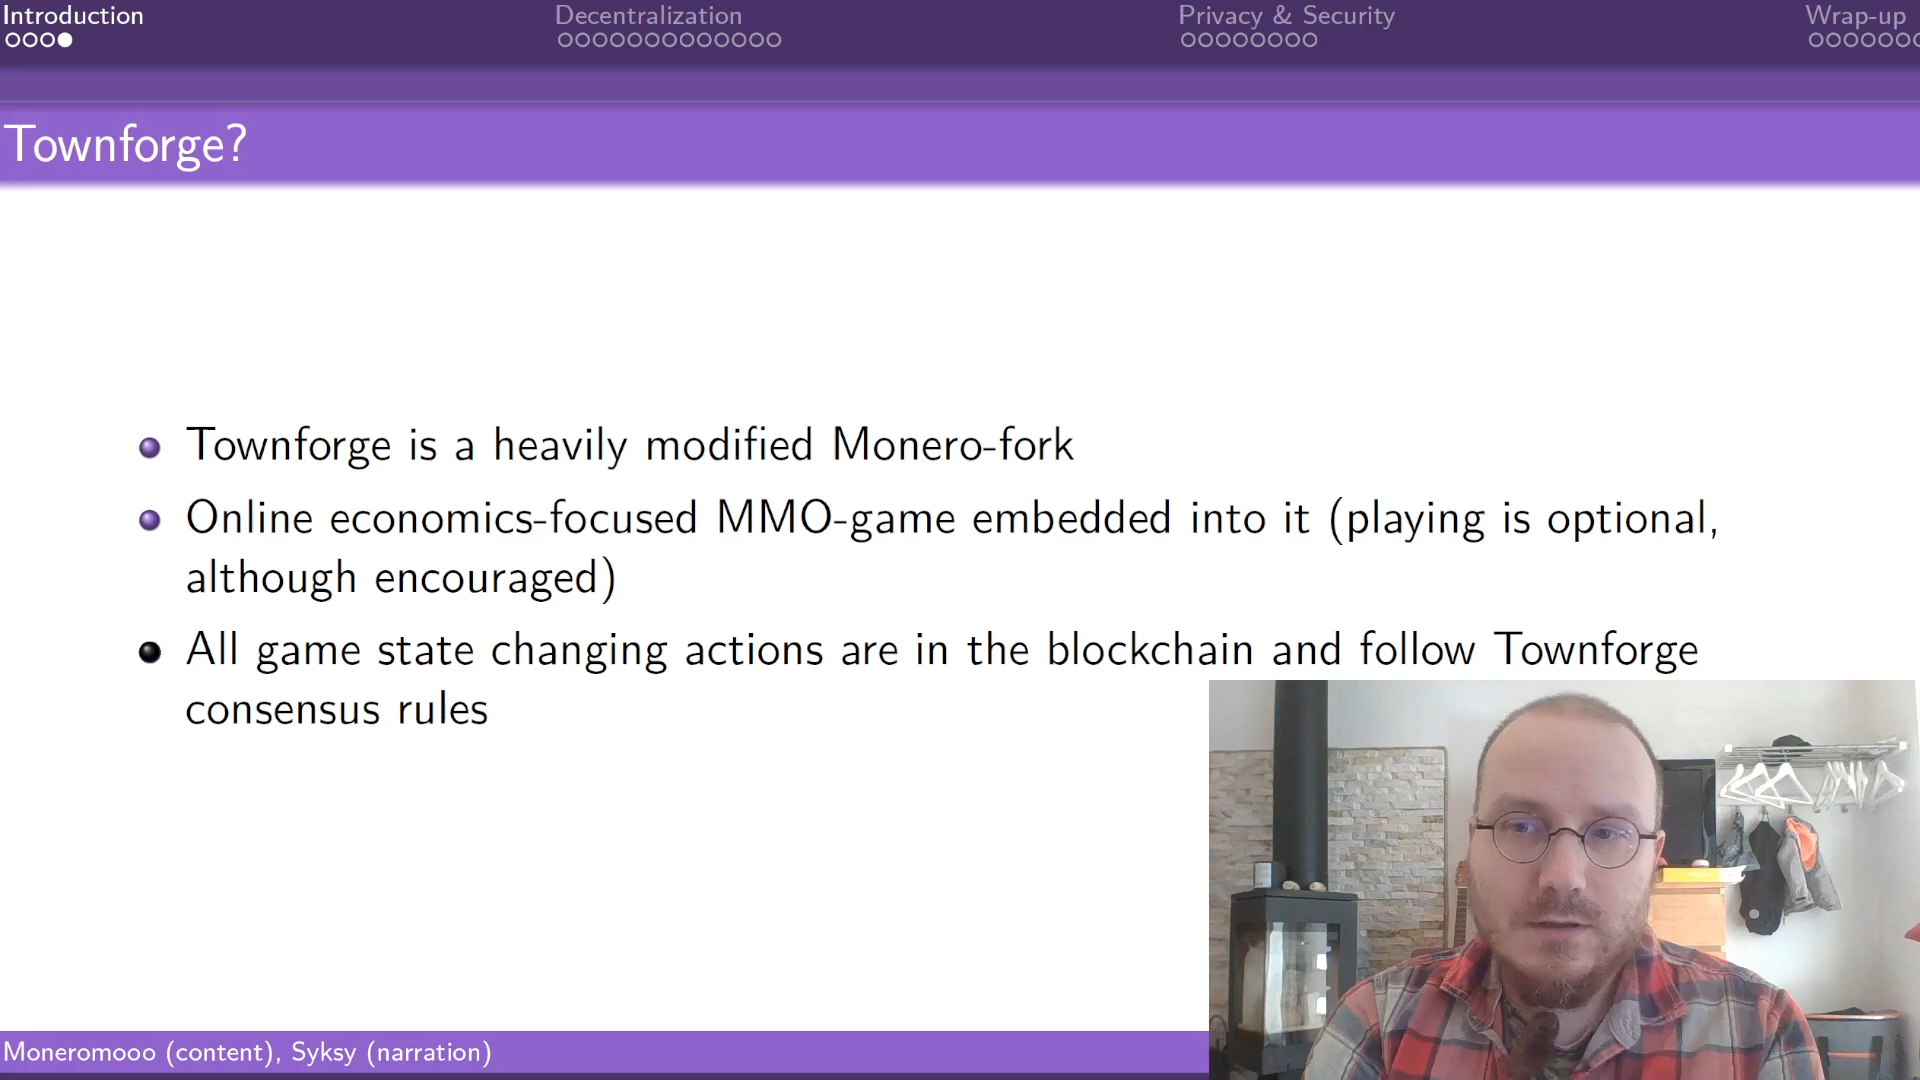 Introduction
Decentralization
Privacy & Security
Wrap-up
Townforge?
Townforge is a heavily modified Monero-fork
Online economics-focused MMO-game embedded into it (playing is optional,
although encouraged)
All game state changing actions are in the blockchain and follow Townforge
consensus rules
Moneromooo (content), Syksy (narration)